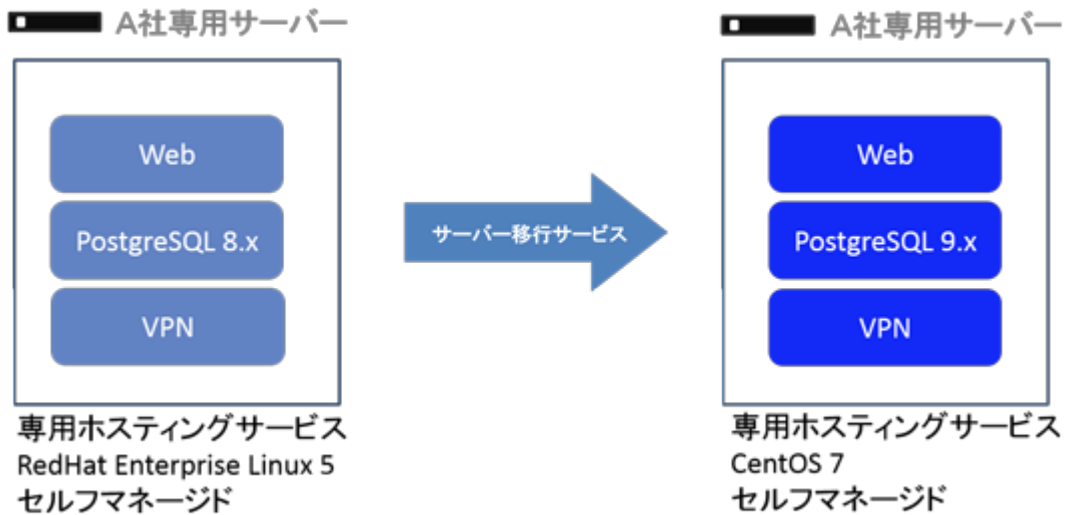 A社専用サーバー
Web
PostgreSQL 8.x
VPN
専用ホスティングサービス
RedHat Enterprise Linux 5
セルフマネージド
サーバー移行サービス
A社専用サーバー
Web
PostgreSQL 9.x
VPN
専用ホスティングサービス
CentOS 7
セルフマネージド